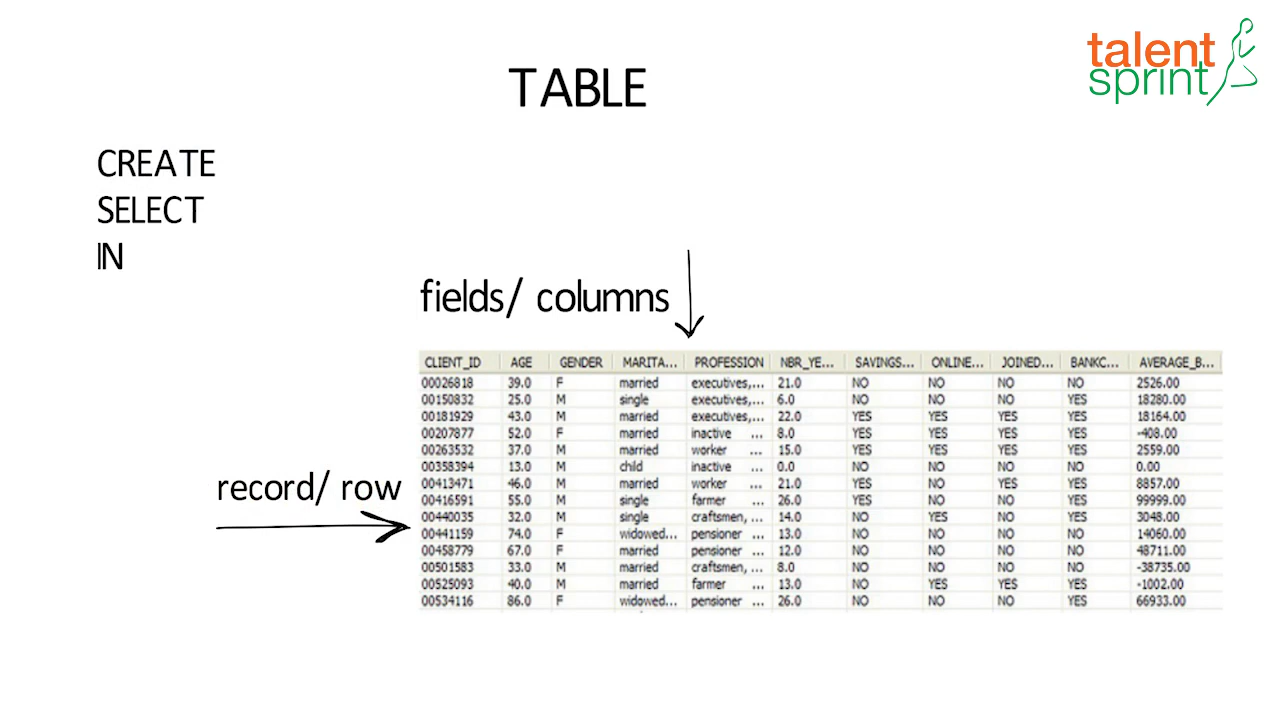 talent
sprint
TABLE
CREATE
SELECT
IN
fields/ columns
record/ row
CLIENT_ID AGE GENDER MARITA... PROFESSION NBR_YE... SAVINGS... ONLINE... JOINED... BANKC... AVERAGE_B...
00026818 39.0 F married executives,... 21.0 NO NO NO NO 2526.00
00150832 25.0 M single executives,... 6.0 NO NO NO YES 18280.00
00181929 43.0 M married executives,... 22.0 YES YES YES YES 18164.00
00207877 52.0 F married inactive ... 8.0 YES YES YES YES -408.00
00263532 37.0 M married worker ... 15.0 YES YES YES YES 2559.00
00358394 13.0 M child inactive ... 0.0 NO NO NO NO 0.00
00413471 46.0 M married worker ... 21.0 YES NO YES YES 8857.00
00416591 55.0 M single farmer ... 26.0 YES NO NO YES 99999.00
00440035 32.0 M single craftsmen, ... 14.0 NO YES NO YES 3048.00
00441159 74.0 F widowed... pensioner ... 13.0 NO NO NO YES 14060.00
00458779 67.0 F married pensioner ... 12.0 NO NO NO YES 48711.00
00501583 33.0 M married craftsmen, ... 8.0 NO NO NO YES -38735.00
00525093 40.0 M married farmer ... 13.0 NO YES YES YES -1002.00
00534116 86.0 F widowed... pensioner ... 26.0 NO NO NO YES 66933.00